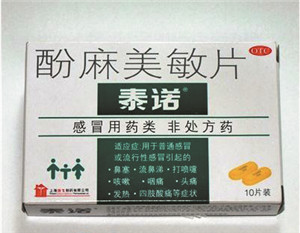 OTC
酚麻美敏片
泰诺®
感冒用药类 非处方药
适应症:用于普通感冒
或流行性感冒引起的
·鼻塞·流鼻涕·打喷嚏
·咳嗽·咽痛·头痛
·发热·四肢酸痛等症状
10片装